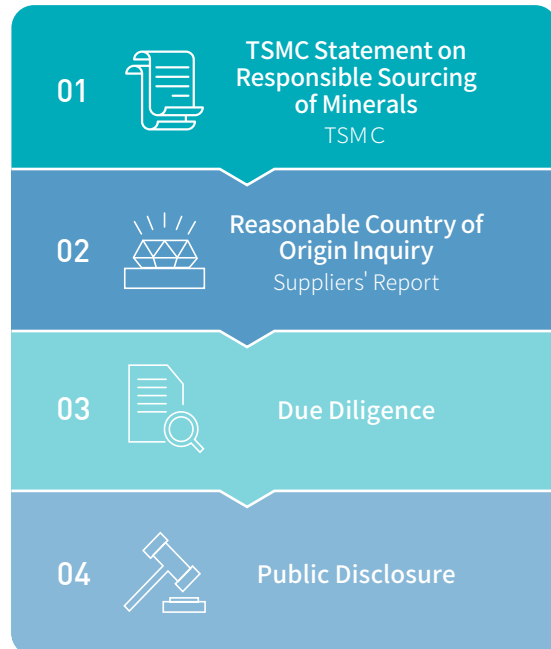 01
TSMC Statement on
Responsible Sourcing
of Minerals
TSMC
02
Reasonable Country of
Origin Inquiry
Suppliers' Report
03
Due Diligence
04
Public Disclosure